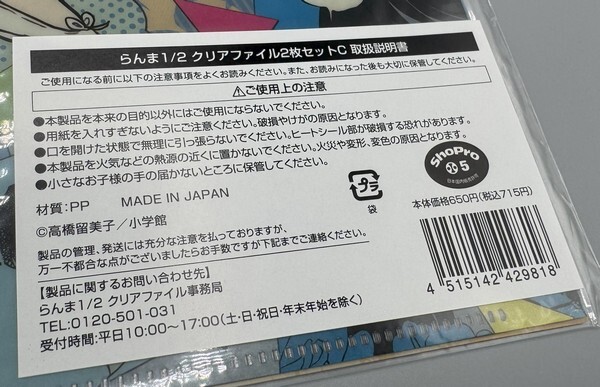 らんま1/2 クリアファイル2枚セットC 取扱説明書
ご使用になる前に以下の注意事項をよくお読みください。また、お読みになった後も大切に保管してください。
⚠ご使用上の注意
●本製品を本来の目的以外にはご使用にならないでください。
●用紙を入れすぎないようにご注意ください。破損やけがの原因となります。
●口を開けた状態で無理に引っ張らないでください。ヒートシール部が破損する恐れがあります。
●本製品を火気などの熱源の近くに置かないでください。火災や変形、変色の原因となります。
●小さなお子様の手の届かないところに保管してください。
材質:PP MADE IN JAPAN
©高橋留美子/小学館
プラ
袋
ShoPro
5
本体価格650円(税込715円)
製品の管理、発送には充分な注意を払っておりますが、
万一不都合な点がございましたらお手数ですが下記までご連絡ください。
【製品に関するお問い合わせ先】
らんま1/2 クリアファイル事務局
TEL:0120-501-031
受付時間:平日10:00~17:00(土・日・祝日・年末年始を除く)
4 515142 429818